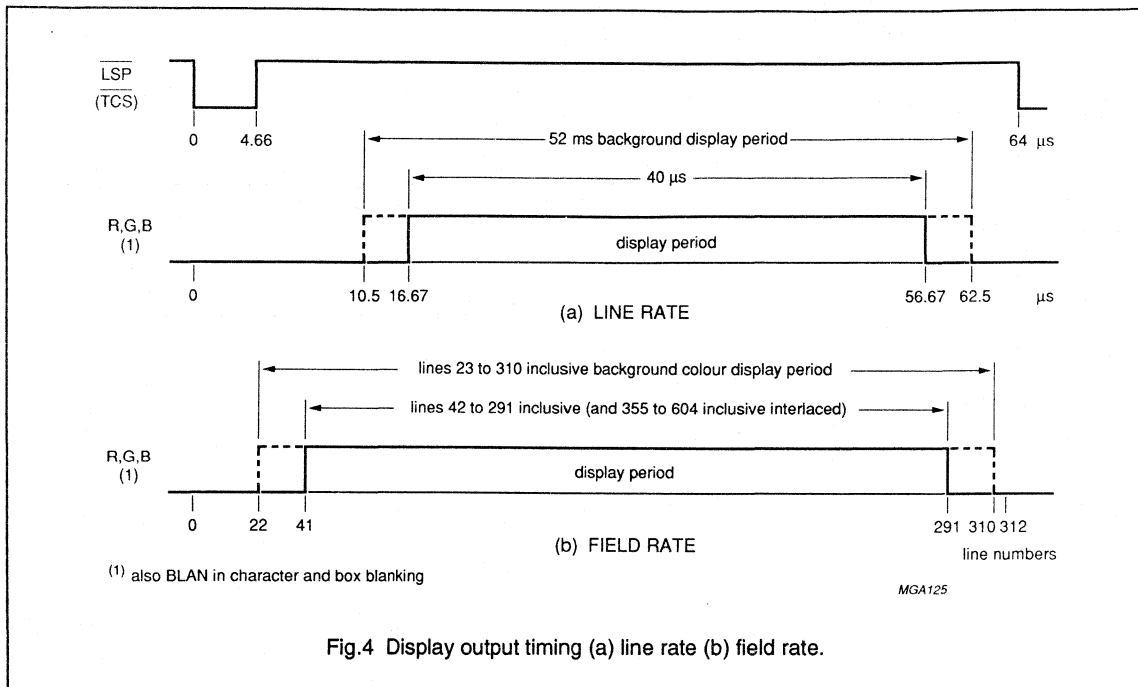 LSP
(TCS)
0 4.66 64 μs
52 ms background display period
40 μs
R,G,B
(1)
display period
0 10.5 16.67 56.67 62.5 μs
(a) LINE RATE
lines 23 to 310 inclusive background colour display period
lines 42 to 291 inclusive (and 355 to 604 inclusive interlaced)
R,G,B
(1)
display period
0 22 41 291 310 312
(b) FIELD RATE
line numbers
(1) also BLAN in character and box blanking
MGA125
Fig.4 Display output timing (a) line rate (b) field rate.